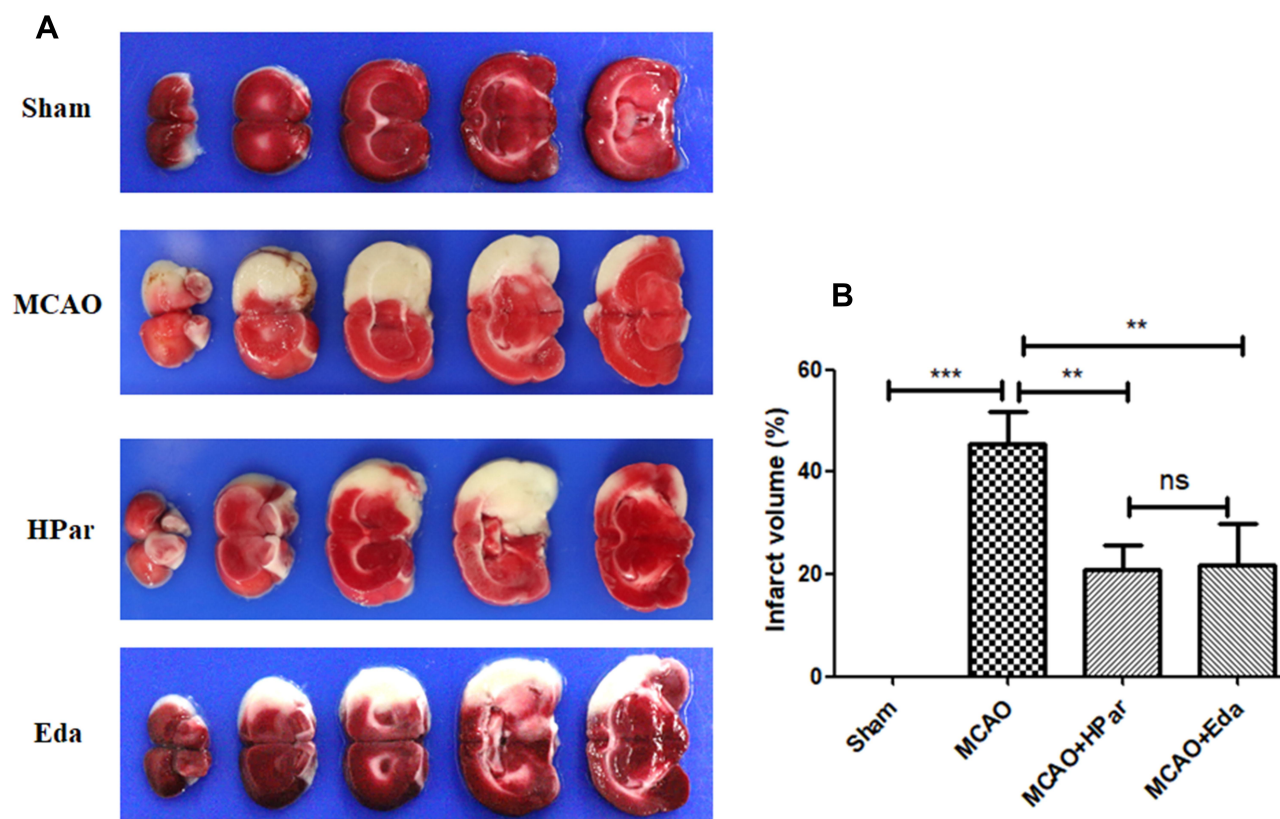 A
Sham
MCAO
HPar
Eda
B
**
***
**
ns
60
40
20
0
Infarct volume (%)
Sham
MCAO
MCAO+HPar
MCAO+Eda